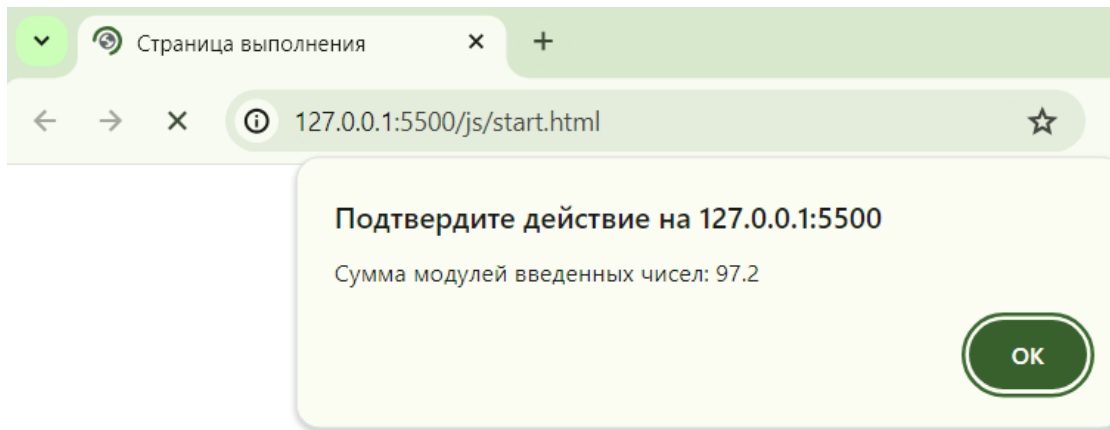 Страница выполнения
127.0.0.1:5500/js/start.html
Подтвердите действие на 127.0.0.1:5500
Сумма модулей введенных чисел: 97.2
ОК